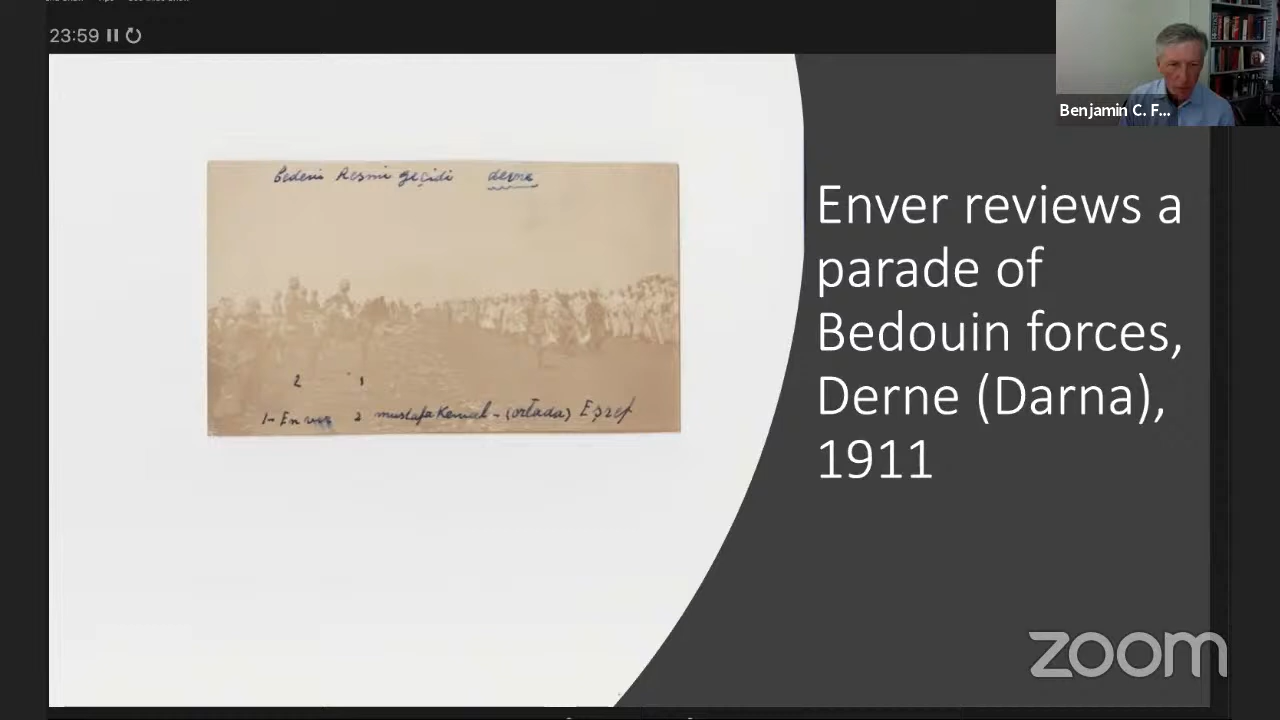 23:59
Benjamin C. F...
Bedevi Resmi geçidi derne
2 1
1- Enver 2 mustafa Kemal - (ortada) Eşref
Enver reviews a
parade of
Bedouin forces,
Derne (Darna),
1911
zoom